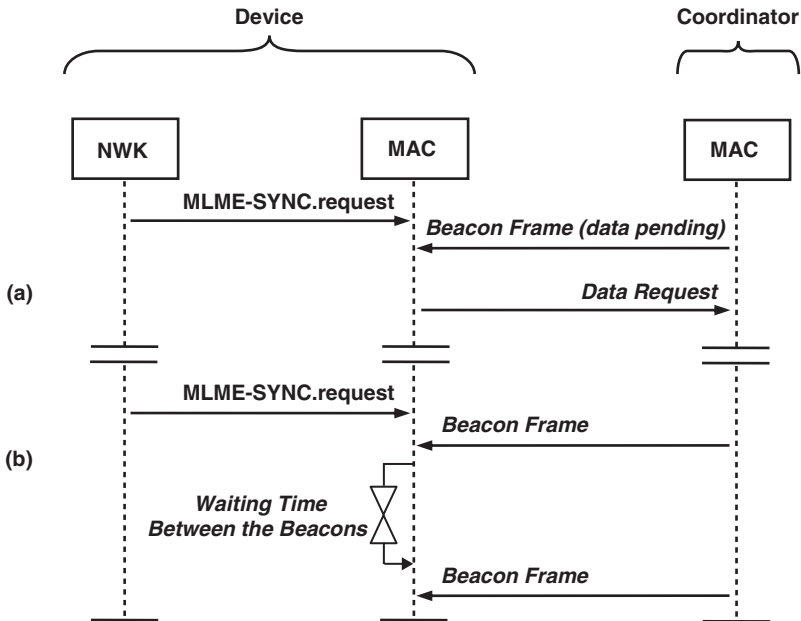 Device
Coordinator
NWK
MAC
MAC
MLME-SYNC.request
Beacon Frame (data pending)
(a)
Data Request
MLME-SYNC.request
Beacon Frame
(b)
Waiting Time
Between the Beacons
Beacon Frame